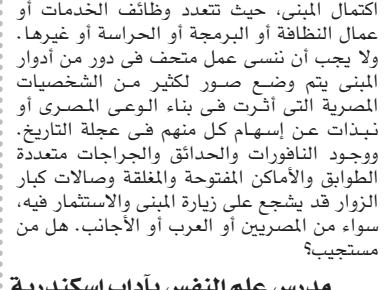 اكتمال المبنى، حيث تتعدد وظائف الخدمات أو
عمال النظافة أو البرمجة أو الحراسة أو غيرها.
ولا يجب أن ننسى عمل متحف فى دور من أدوار
المبنى يتم وضع صور لكثير من الشخصيات
المصرية التى أثرت فى بناء الوعى المصرى أو
نبذات عن إسهام كل منهم فى عجلة التاريخ.
ووجود النافورات والحدائق والجراجات متعددة
الطوابق والأماكن المفتوحة والمغلقة وصالات كبار
الزوار قد يشجع على زيارة المبنى والاستثمار فيه،
سواء من المصريين أو العرب أو الأجانب. هل من
مستجيب؟
مدرس علم النفس بآداب إسكندرية